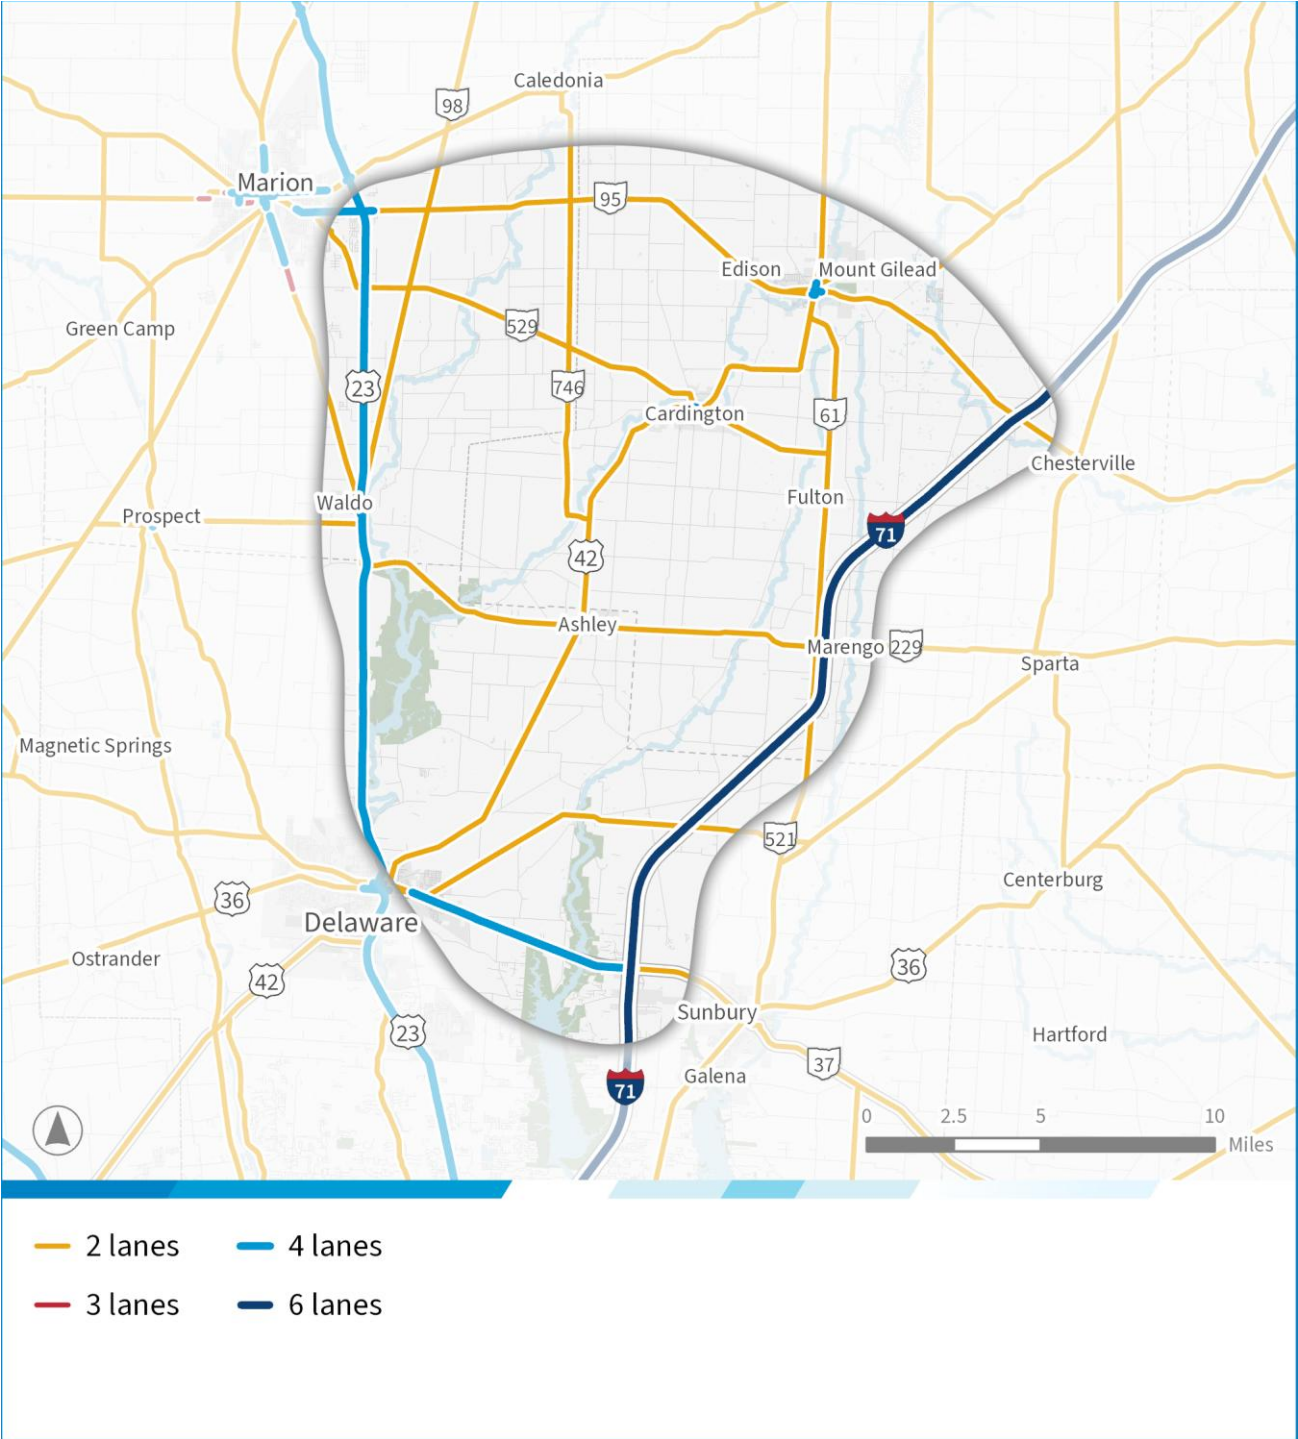 Caledonia
98
Marion
95
Edison
Mount Gilead
Green Camp
529
23
746
Cardington
61
Chesterville
Waldo
Fulton
Prospect
71
42
Ashley
Marengo
229
Sparta
Magnetic Springs
521
Centerburg
36
Delaware
Ostrander
36
42
Sunbury
23
Hartford
37
Galena
71
0 2.5 5 10
Miles
2 lanes 4 lanes
3 lanes 6 lanes